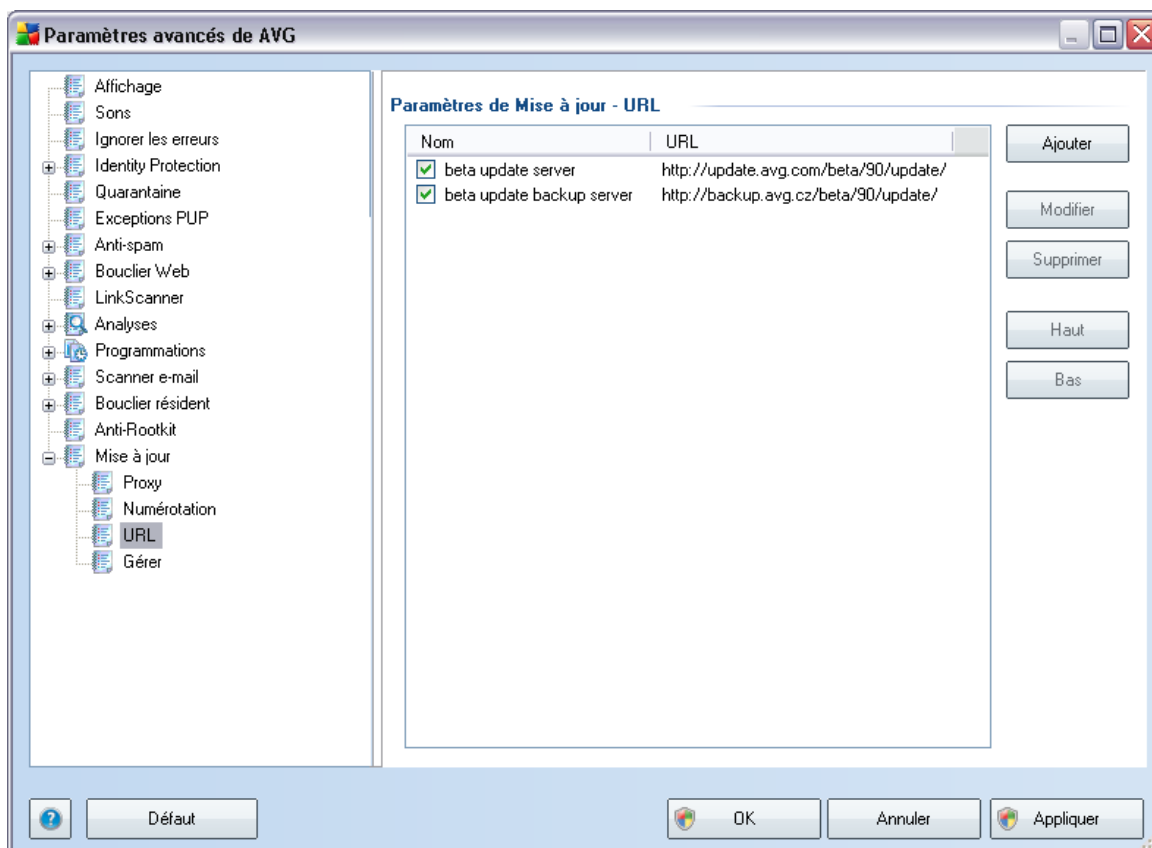 Paramètres avancés de AVG
Affichage
Sons
Ignorer les erreurs
Identity Protection
Quarantaine
Exceptions PUP
Anti-spam
Bouclier Web
LinkScanner
Analyses
Programmations
Scanner e-mail
Bouclier résident
Anti-Rootkit
Mise à jour
Proxy
Numérotation
URL
Gérer
Paramètres de Mise à jour - URL
Nom URL
beta update server http://update.avg.com/beta/90/update/
beta update backup server http://backup.avg.cz/beta/90/update/
Ajouter
Modifier
Supprimer
Haut
Bas
? Défaut OK Annuler Appliquer